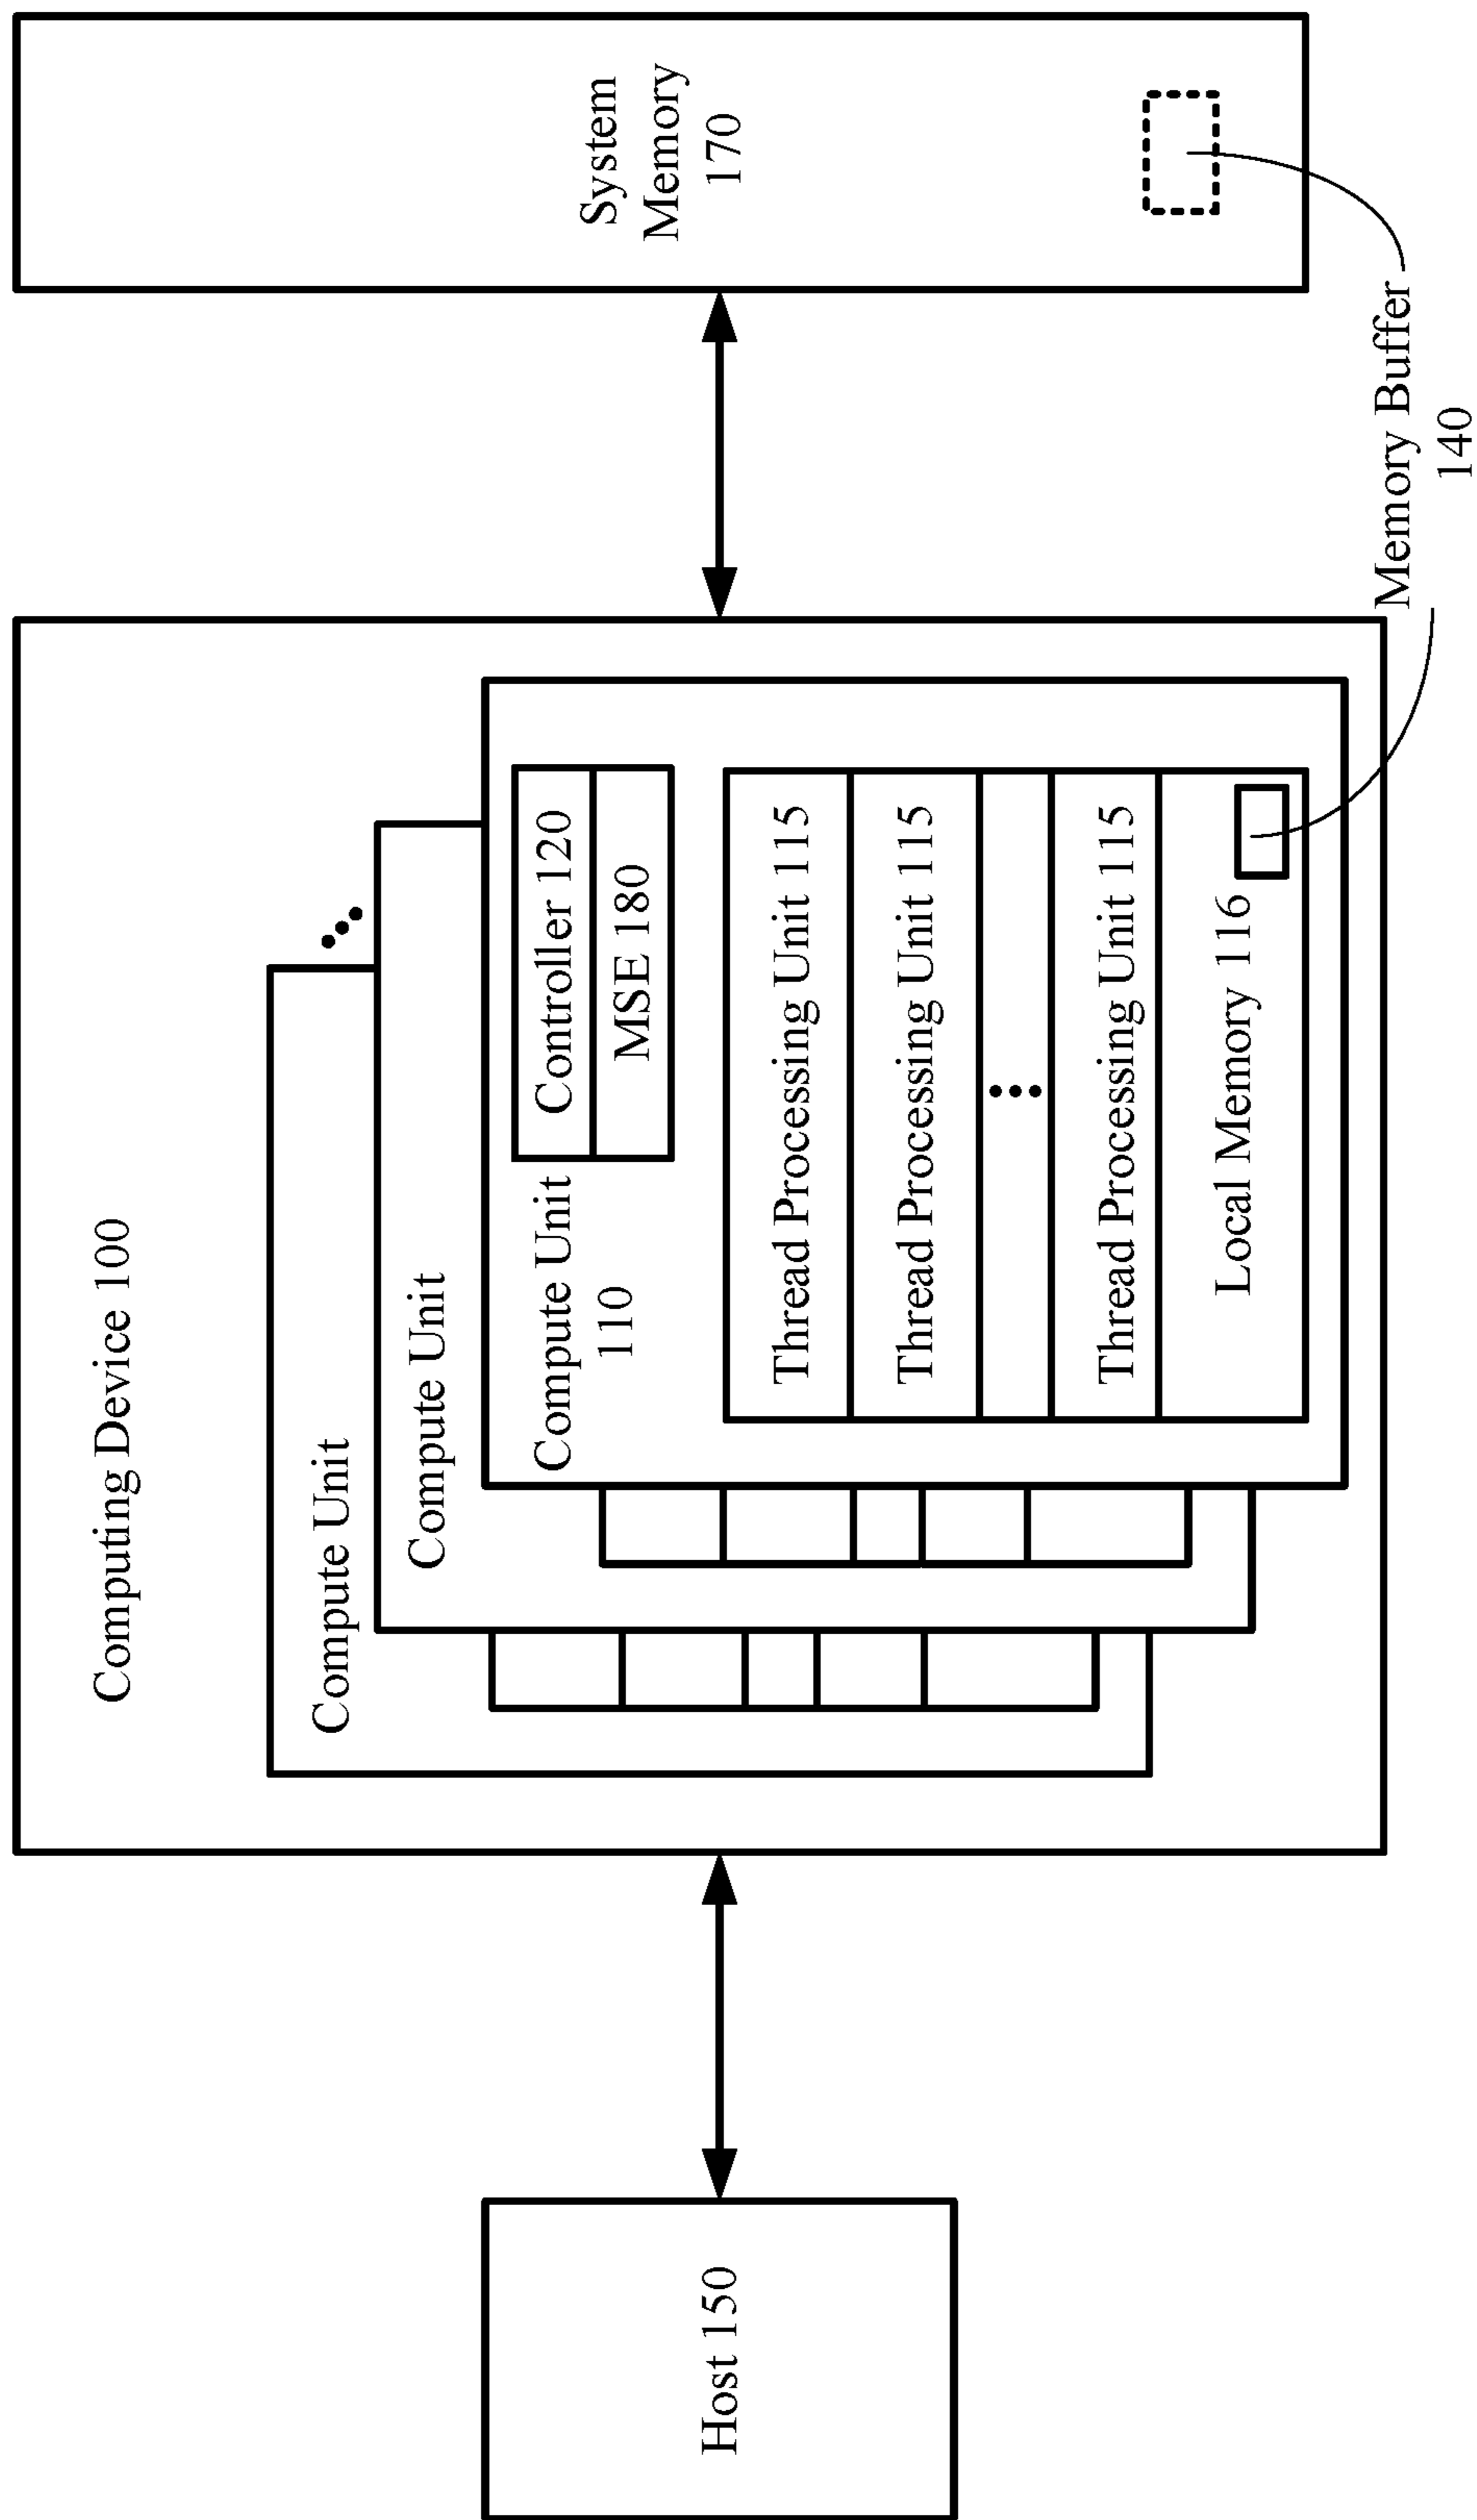 Computing Device 100
Compute Unit
Compute Unit
Compute Unit
110
Controller 120
MSE 180
Thread Processing Unit 115
Thread Processing Unit 115
Thread Processing Unit 115
Local Memory 116
Host 150
System
Memory
170
Memory Buffer
140